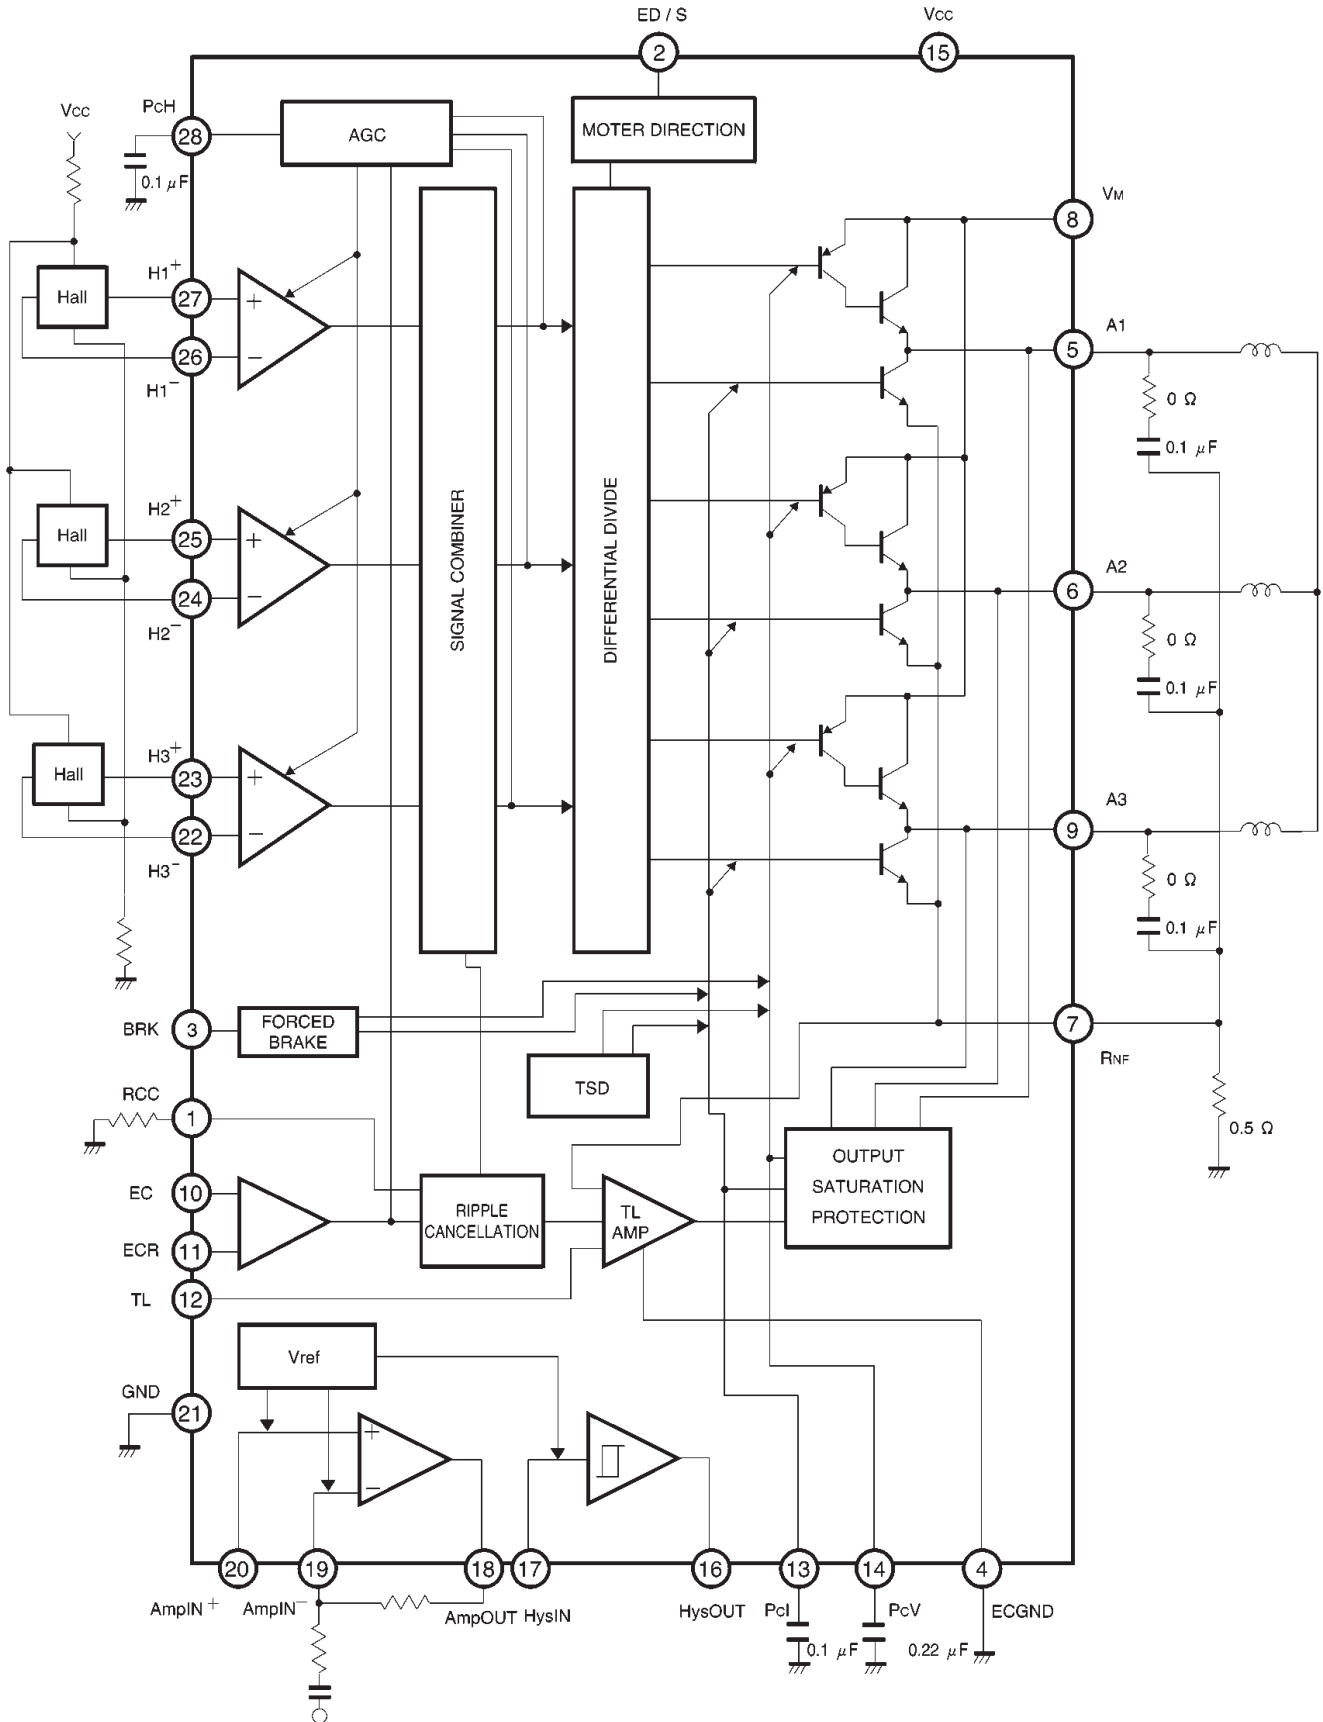 ED / S
VCC
2
15
PCH
VCC
28
AGC
MOTER DIRECTION
0.1 μF
VM
8
H1+
Hall
27
+
A1
5
26
−
H1−
0 Ω
0.1 μF
SIGNAL COMBINER
DIFFERENTIAL DIVIDE
H2+
Hall
25
+
A2
6
24
−
H2−
0 Ω
0.1 μF
H3+
Hall
23
+
A3
9
22
−
H3−
0 Ω
0.1 μF
BRK
3
FORCED
BRAKE
7
RNF
TSD
RCC
1
0.5 Ω
EC
10
ECR
11
RIPPLE
CANCELLATION
TL
AMP
OUTPUT
SATURATION
PROTECTION
TL
12
Vref
GND
21
+
−
20
19
18
17
16
13
14
4
AmpIN+
AmpIN−
AmpOUT
HysIN
HysOUT
PCI
PCV
ECGND
0.1 μF
0.22 μF